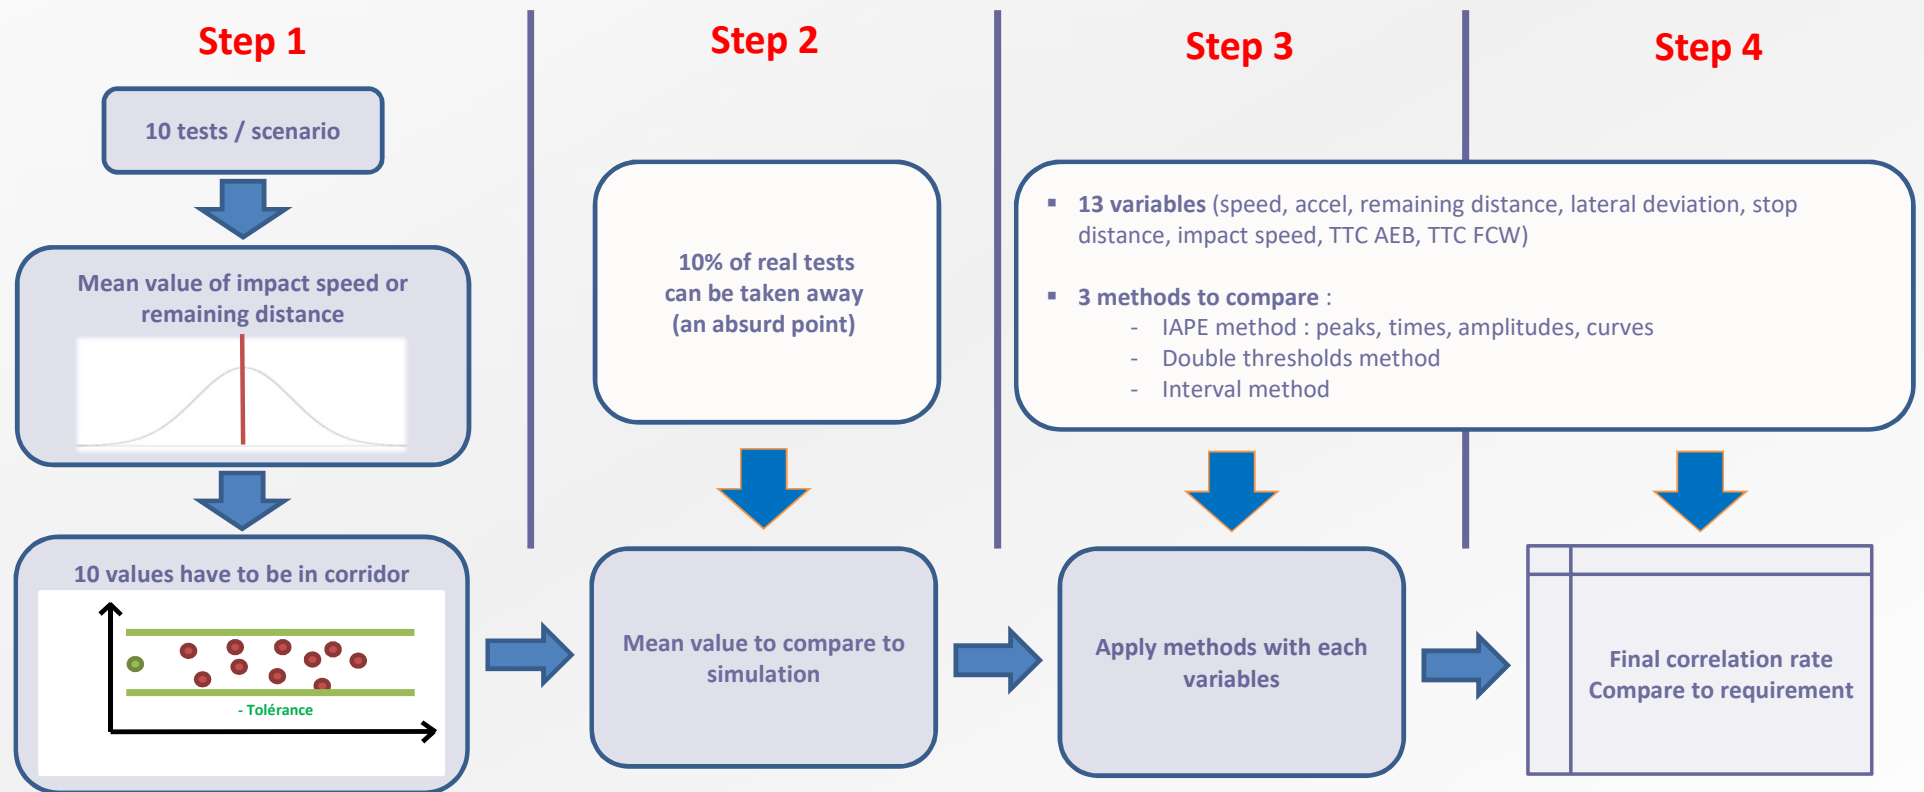 Step 1
10 tests / scenario
Mean value of impact speed or
remaining distance
10 values have to be in corridor
- Tolérance
Step 2
10% of real tests
can be taken away
(an absurd point)
Mean value to compare to
simulation
Step 3
Step 4
▪ 13 variables (speed, accel, remaining distance, lateral deviation, stop
distance, impact speed, TTC AEB, TTC FCW)
▪ 3 methods to compare :
- IAPE method : peaks, times, amplitudes, curves
- Double thresholds method
- Interval method
Apply methods with each
variables
Final correlation rate
Compare to requirement